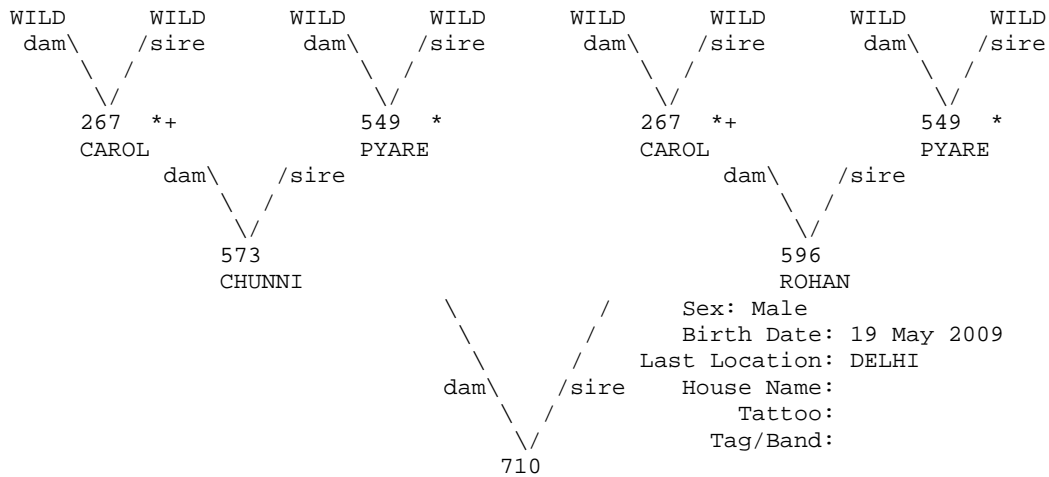 WILD WILD WILD WILD WILD WILD WILD WILD
dam\ /sire dam\ /sire dam\ /sire dam\ /sire
\ / \ / \ / \ /
\/ \/ \/ \/
267 *+ 549 * 267 *+ 549 *
CAROL PYARE CAROL PYARE
dam\ /sire dam\ /sire
\ / \ /
\/ \/
573 596
CHUNNI ROHAN
\ / Sex: Male
\ / Birth Date: 19 May 2009
\ / Last Location: DELHI
dam\ /sire House Name:
\ / Tattoo:
\/ Tag/Band:
710